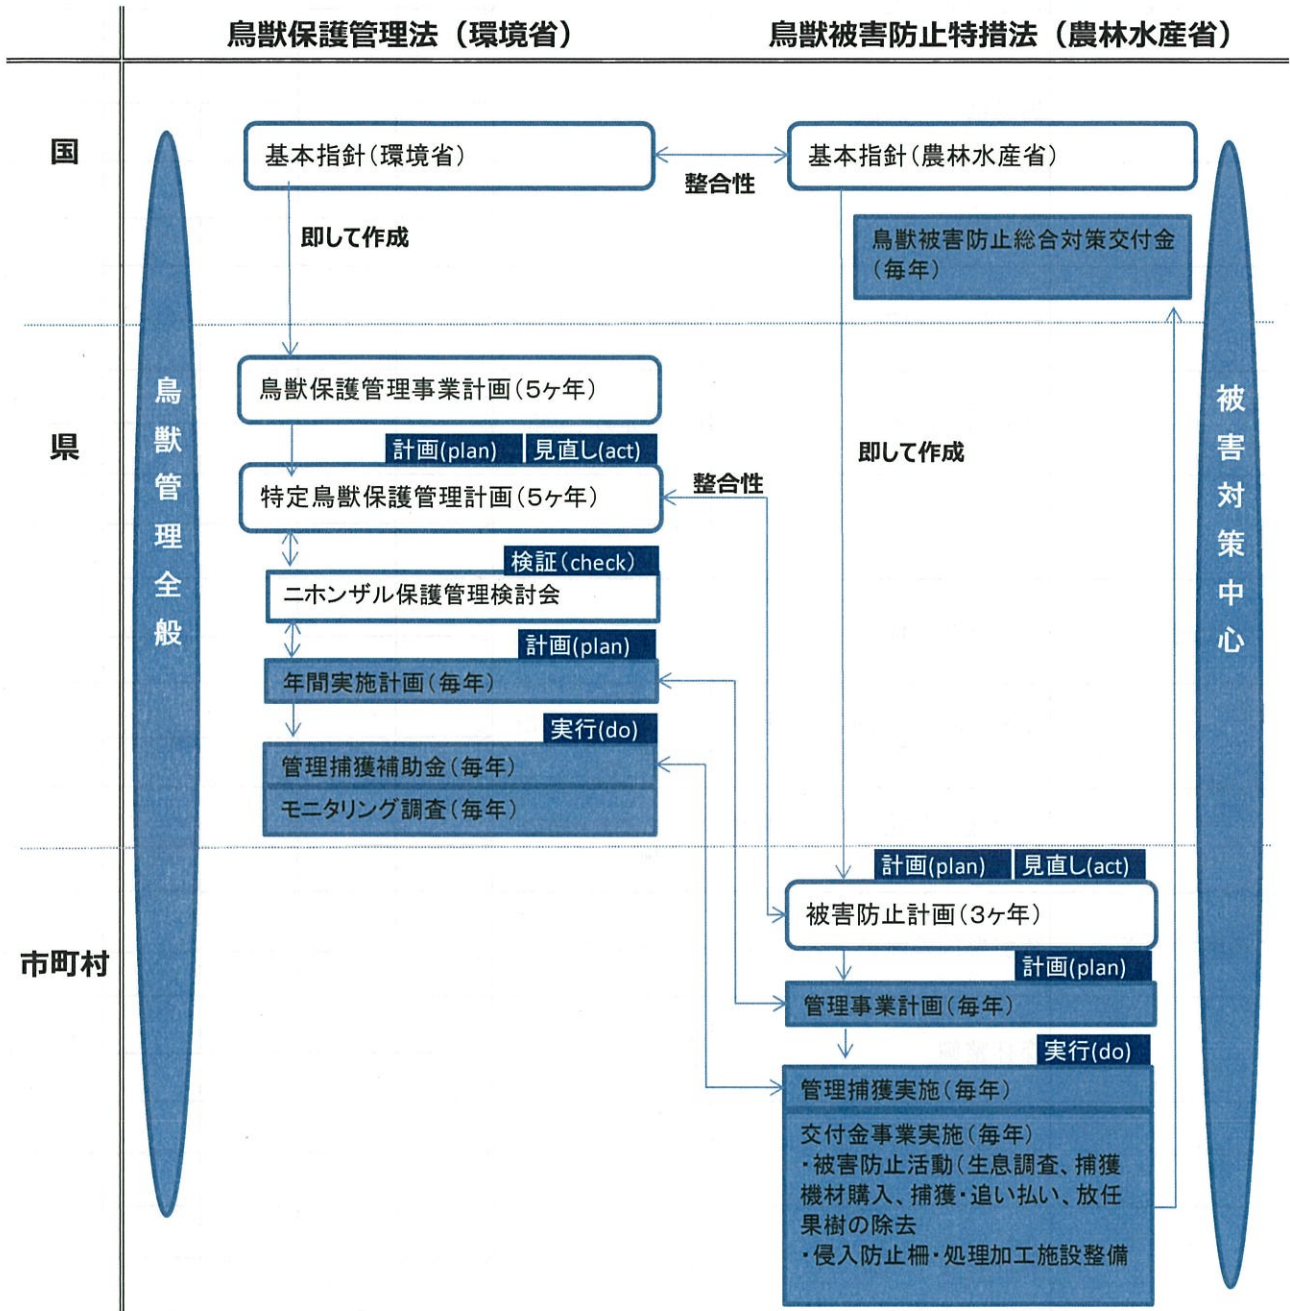 鳥獣保護管理法（環境省）
鳥獣被害防止特措法（農林水産省）
国
基本指針（環境省）
基本指針（農林水産省）
整合性
即して作成
鳥獣被害防止総合対策交付金
（毎年）
鳥獣管理全般
被害対策中心
県
鳥獣保護管理事業計画（5ヶ年）
計画(plan)
見直し(act)
即して作成
特定鳥獣保護管理計画（5ヶ年）
整合性
検証（check）
ニホンザル保護管理検討会
計画(plan)
年間実施計画（毎年）
実行(do)
管理捕獲補助金（毎年）
モニタリング調査（毎年）
市町村
計画(plan)
見直し(act)
被害防止計画（3ヶ年）
計画(plan)
管理事業計画（毎年）
実行(do)
管理捕獲実施（毎年）
交付金事業実施（毎年）
・被害防止活動（生息調査、捕獲
機材購入、捕獲・追い払い、放任
果樹の除去
・侵入防止柵・処理加工施設整備